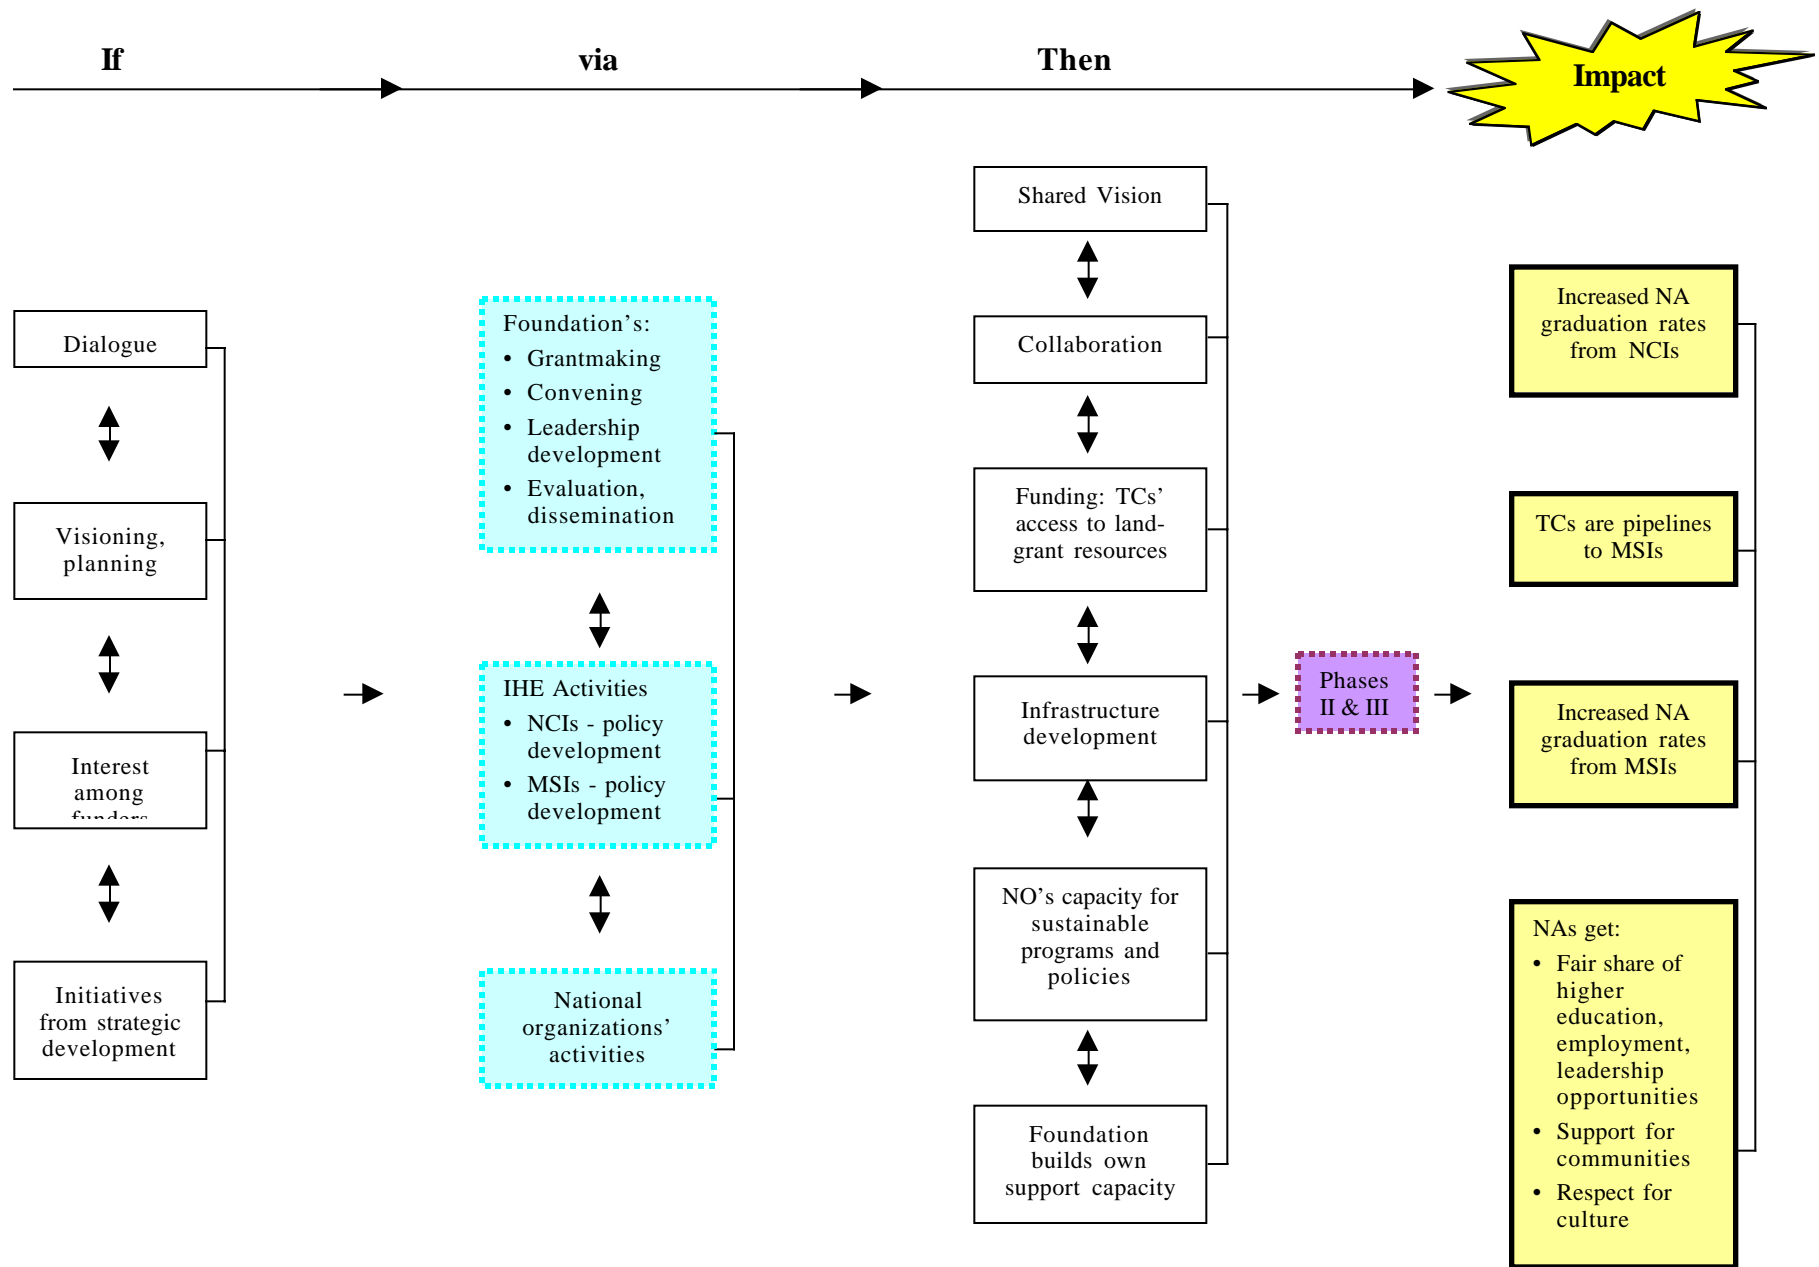 If
via
Then
Impact
Dialogue
Visioning,
planning
Interest
among
funders
Initiatives
from strategic
development
Foundation’s:
• Grantmaking
• Convening
• Leadership
development
• Evaluation,
dissemination
IHE Activities
• NCIs - policy
development
• MSIs - policy
development
National
organizations’
activities
Shared Vision
Collaboration
Funding: TCs’
access to land-
grant resources
Infrastructure
development
NO’s capacity for
sustainable
programs and
policies
Foundation
builds own
support capacity
Phases
II & III
Increased NA
graduation rates
from NCIs
TCs are pipelines
to MSIs
Increased NA
graduation rates
from MSIs
NAs get:
• Fair share of
higher
education,
employment,
leadership
opportunities
• Support for
communities
• Respect for
culture